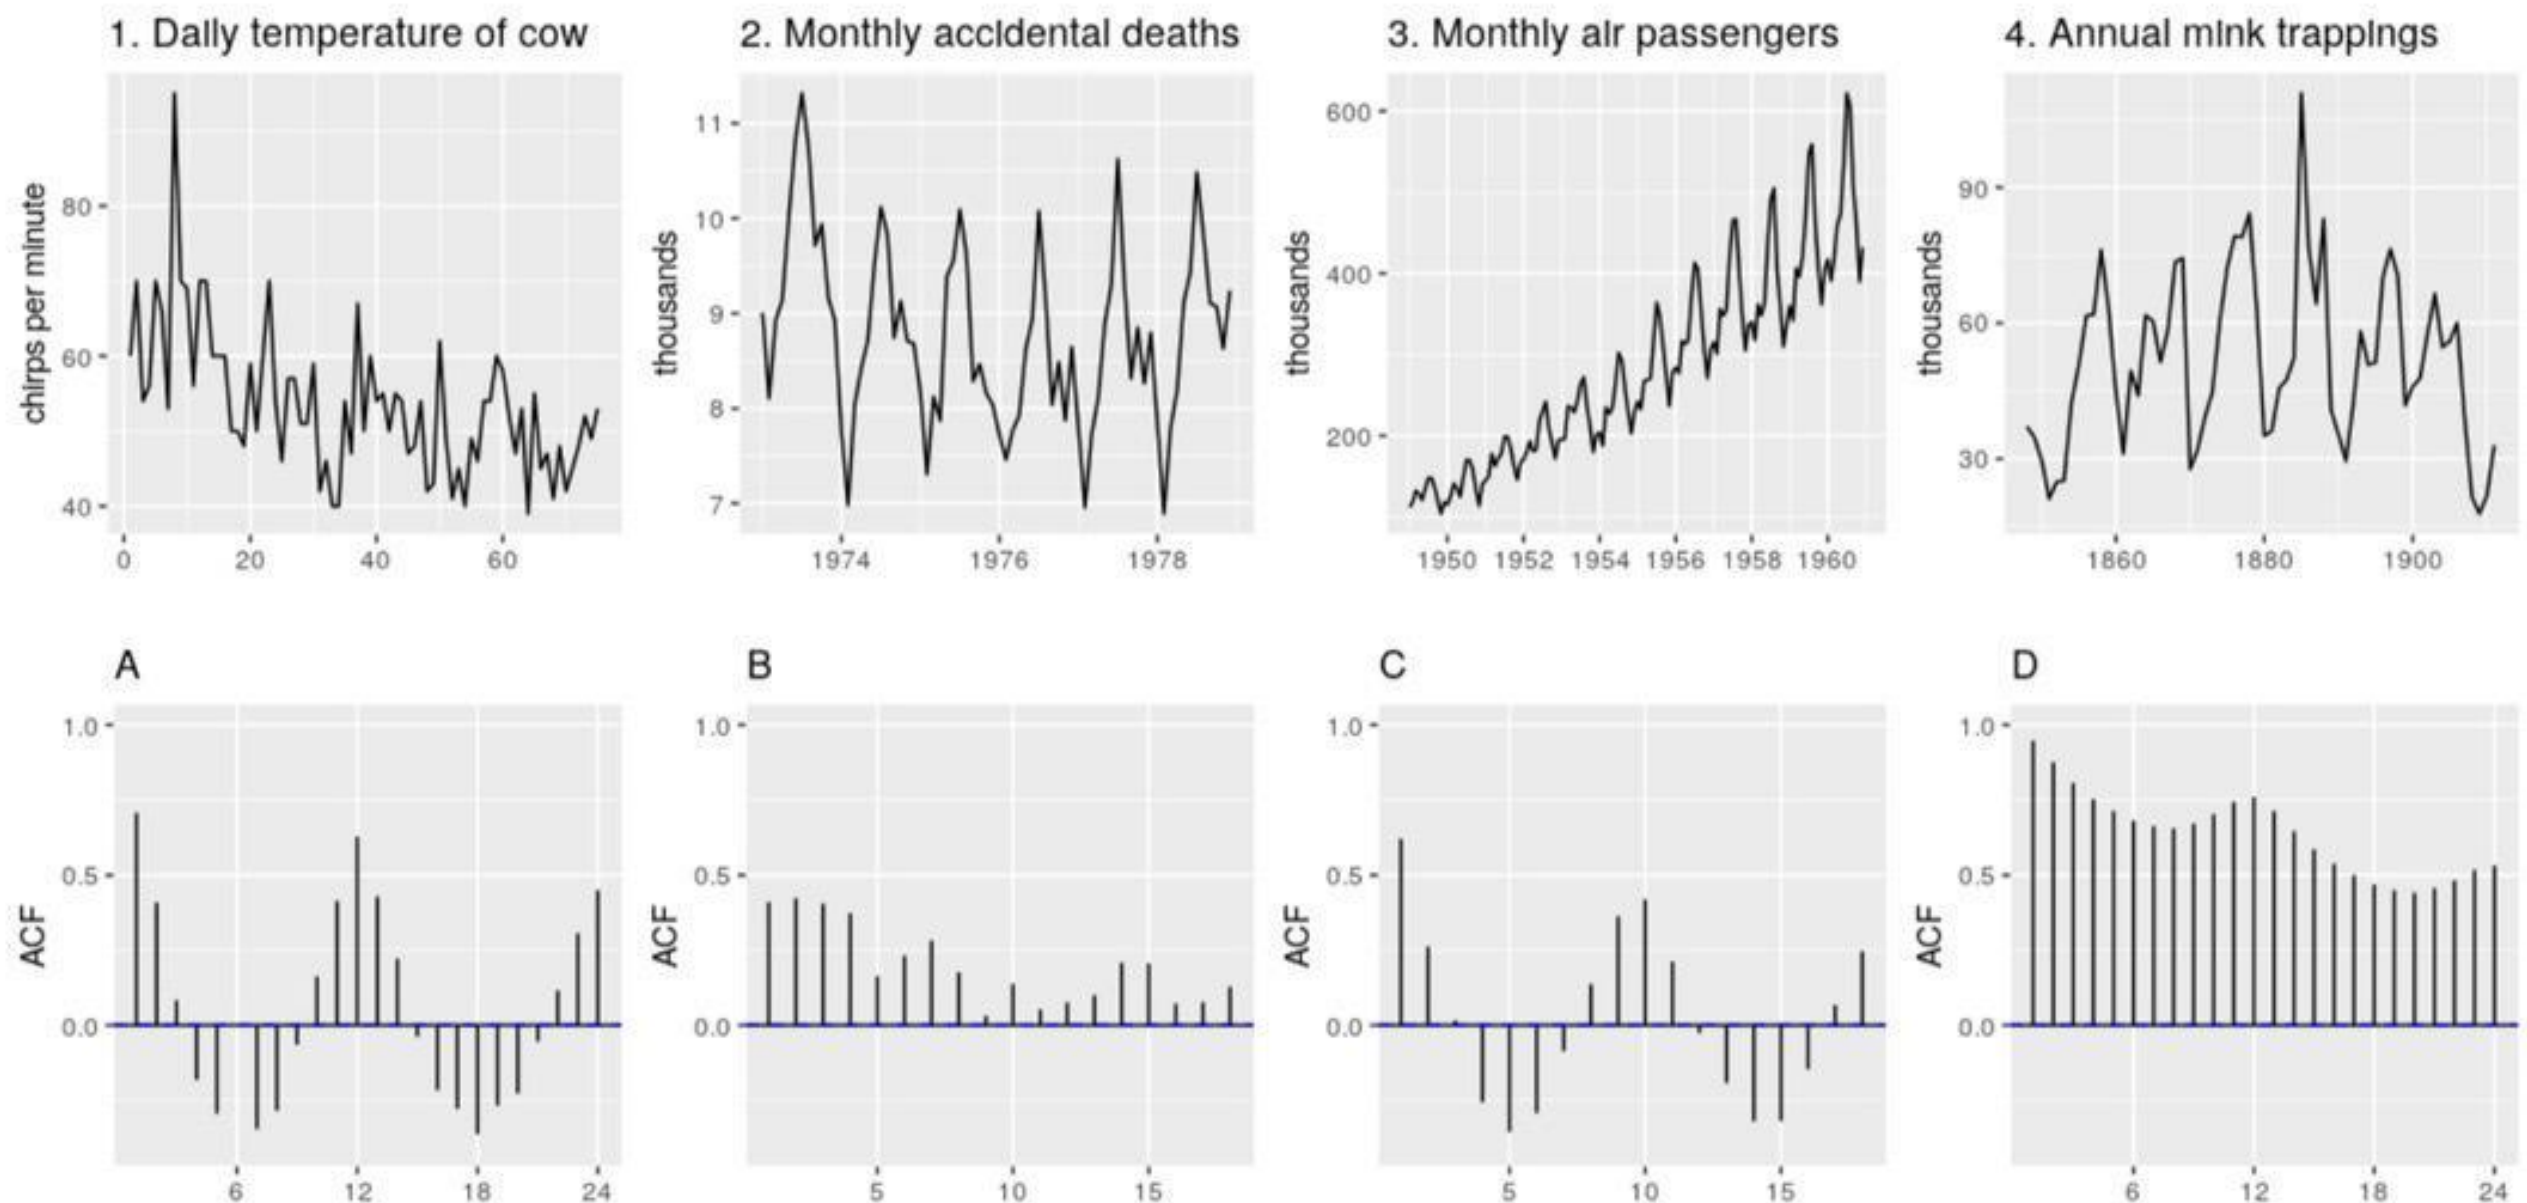 1. Daily temperature of cow
2. Monthly accidental deaths
3. Monthly air passengers
4. Annual mink trappings
chirps per minute
80
60
40
0 20 40 60
thousands
11
10
9
8
7
1974 1976 1978
thousands
600
400
200
1950 1952 1954 1956 1958 1960
thousands
90
60
30
1860 1880 1900
A
ACF
1.0
0.5
0.0
6 12 18 24
B
ACF
1.0
0.5
0.0
5 10 15
C
ACF
1.0
0.5
0.0
5 10 15
D
ACF
1.0
0.5
0.0
6 12 18 24